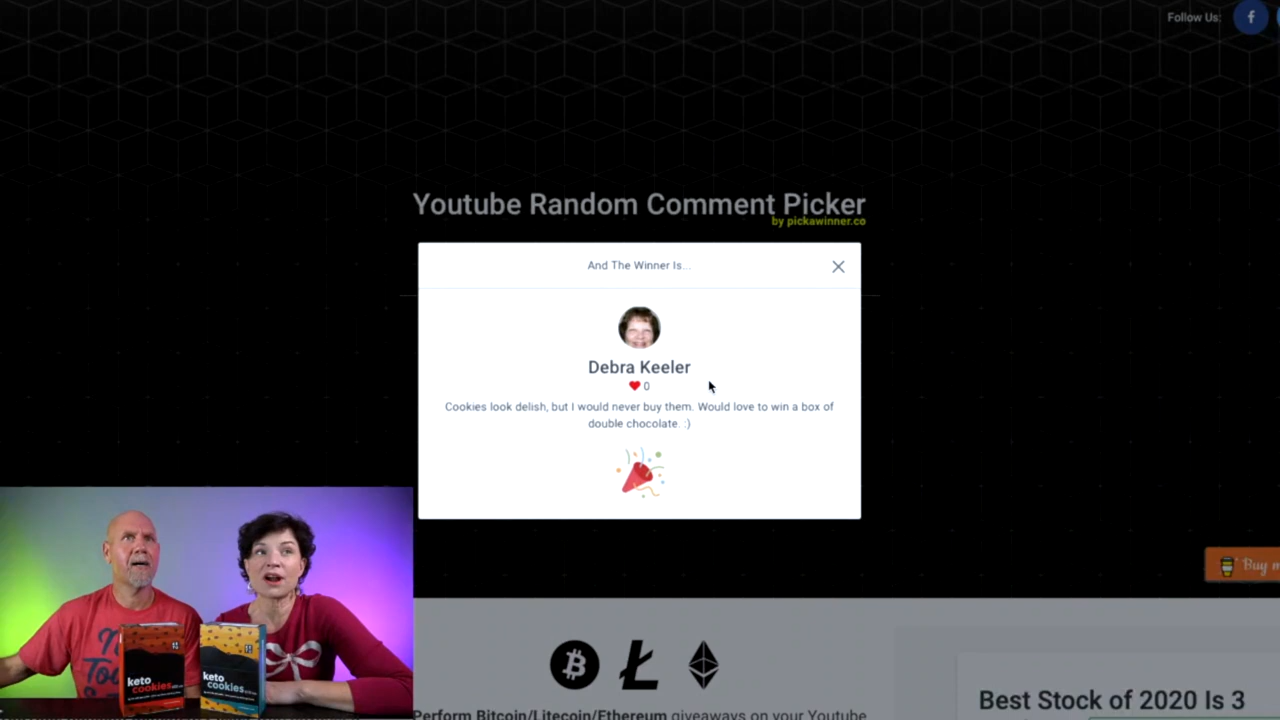 Follow Us:
Youtube Random Comment Picker
by pickawinner.co
And The Winner Is...
Debra Keeler
0
Cookies look delish, but I would never buy them. Would love to win a box of
double chocolate. :)
Buy m
keto
cookies
keto
cookies
Perform Bitcoin/Litecoin/Ethereum giveaways on your Youtube
Best Stock of 2020 Is 3